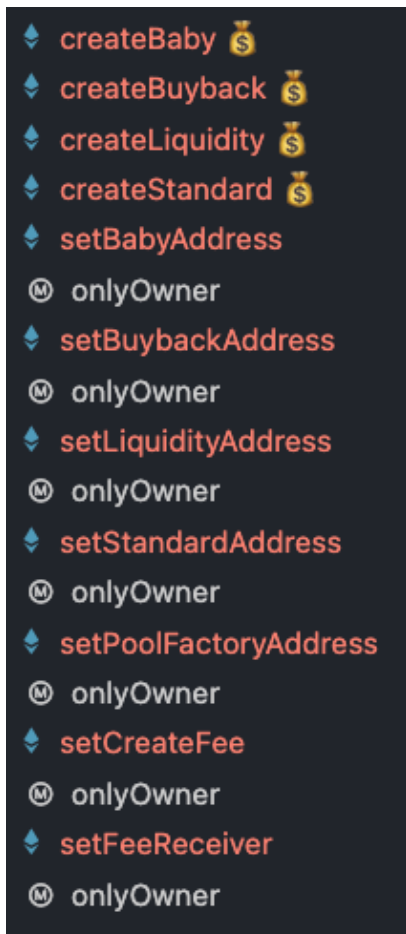 createBaby 💰
createBuyback 💰
createLiquidity 💰
createStandard 💰
setBabyAddress
Ⓜ onlyOwner
setBuybackAddress
Ⓜ onlyOwner
setLiquidityAddress
Ⓜ onlyOwner
setStandardAddress
Ⓜ onlyOwner
setPoolFactoryAddress
Ⓜ onlyOwner
setCreateFee
Ⓜ onlyOwner
setFeeReceiver
Ⓜ onlyOwner